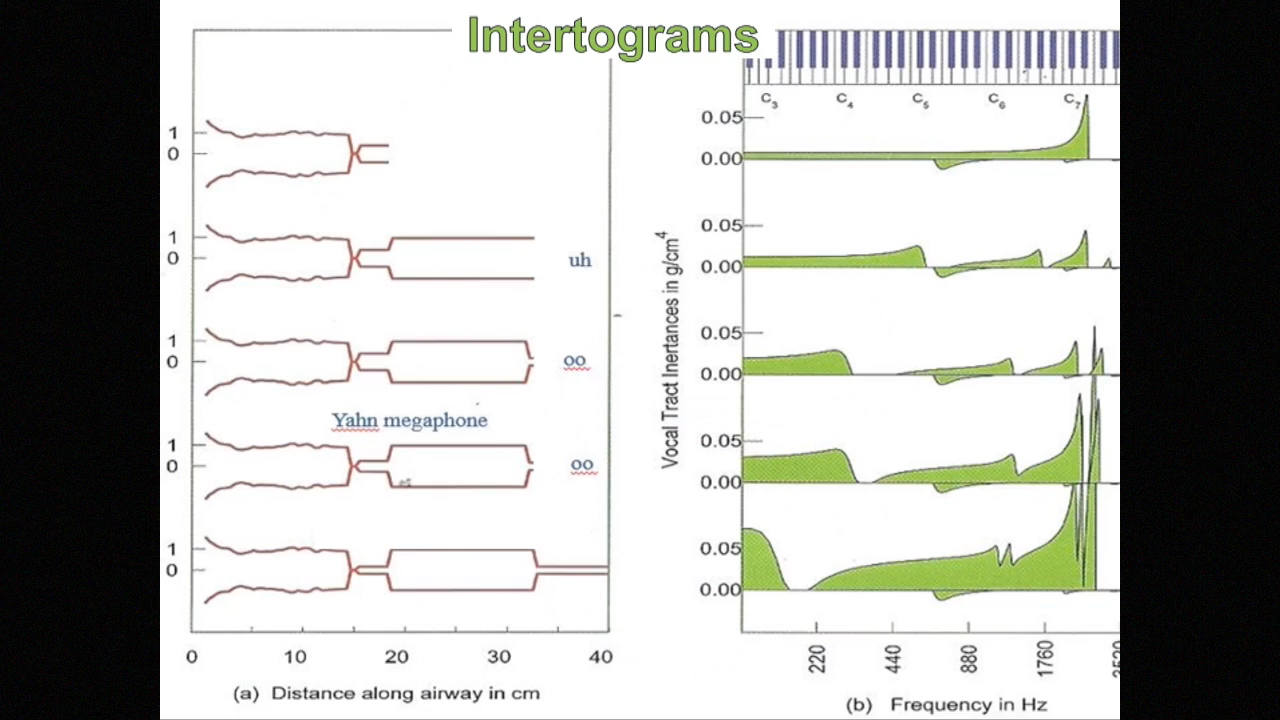 Intertograms
C3 C4 C5 C6 C7
1
0
1
0
uh
1
0
oo
Yahn megaphone
1
0
oo
1
0
0 10 20 30 40
(a) Distance along airway in cm
Vocal Tract Inertances in g/cm4
0.05
0.00
0.05
0.00
0.05
0.00
0.05
0.00
0.05
0.00
220 440 880 1760
(b) Frequency in Hz